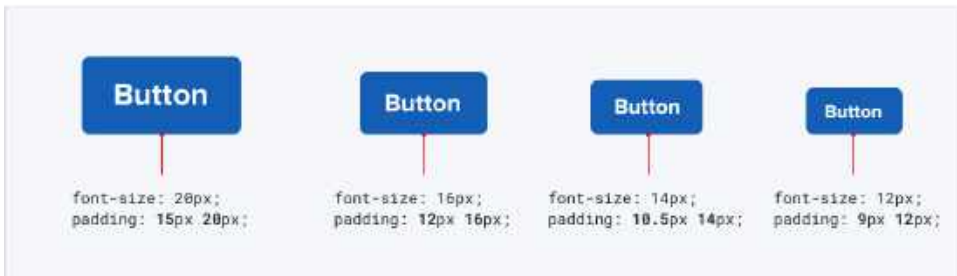 Button
Button
Button
Button
font-size: 20px;
padding: 15px 20px;
font-size: 16px;
padding: 12px 16px;
font-size: 14px;
padding: 10.5px 14px;
font-size: 12px;
padding: 9px 12px;